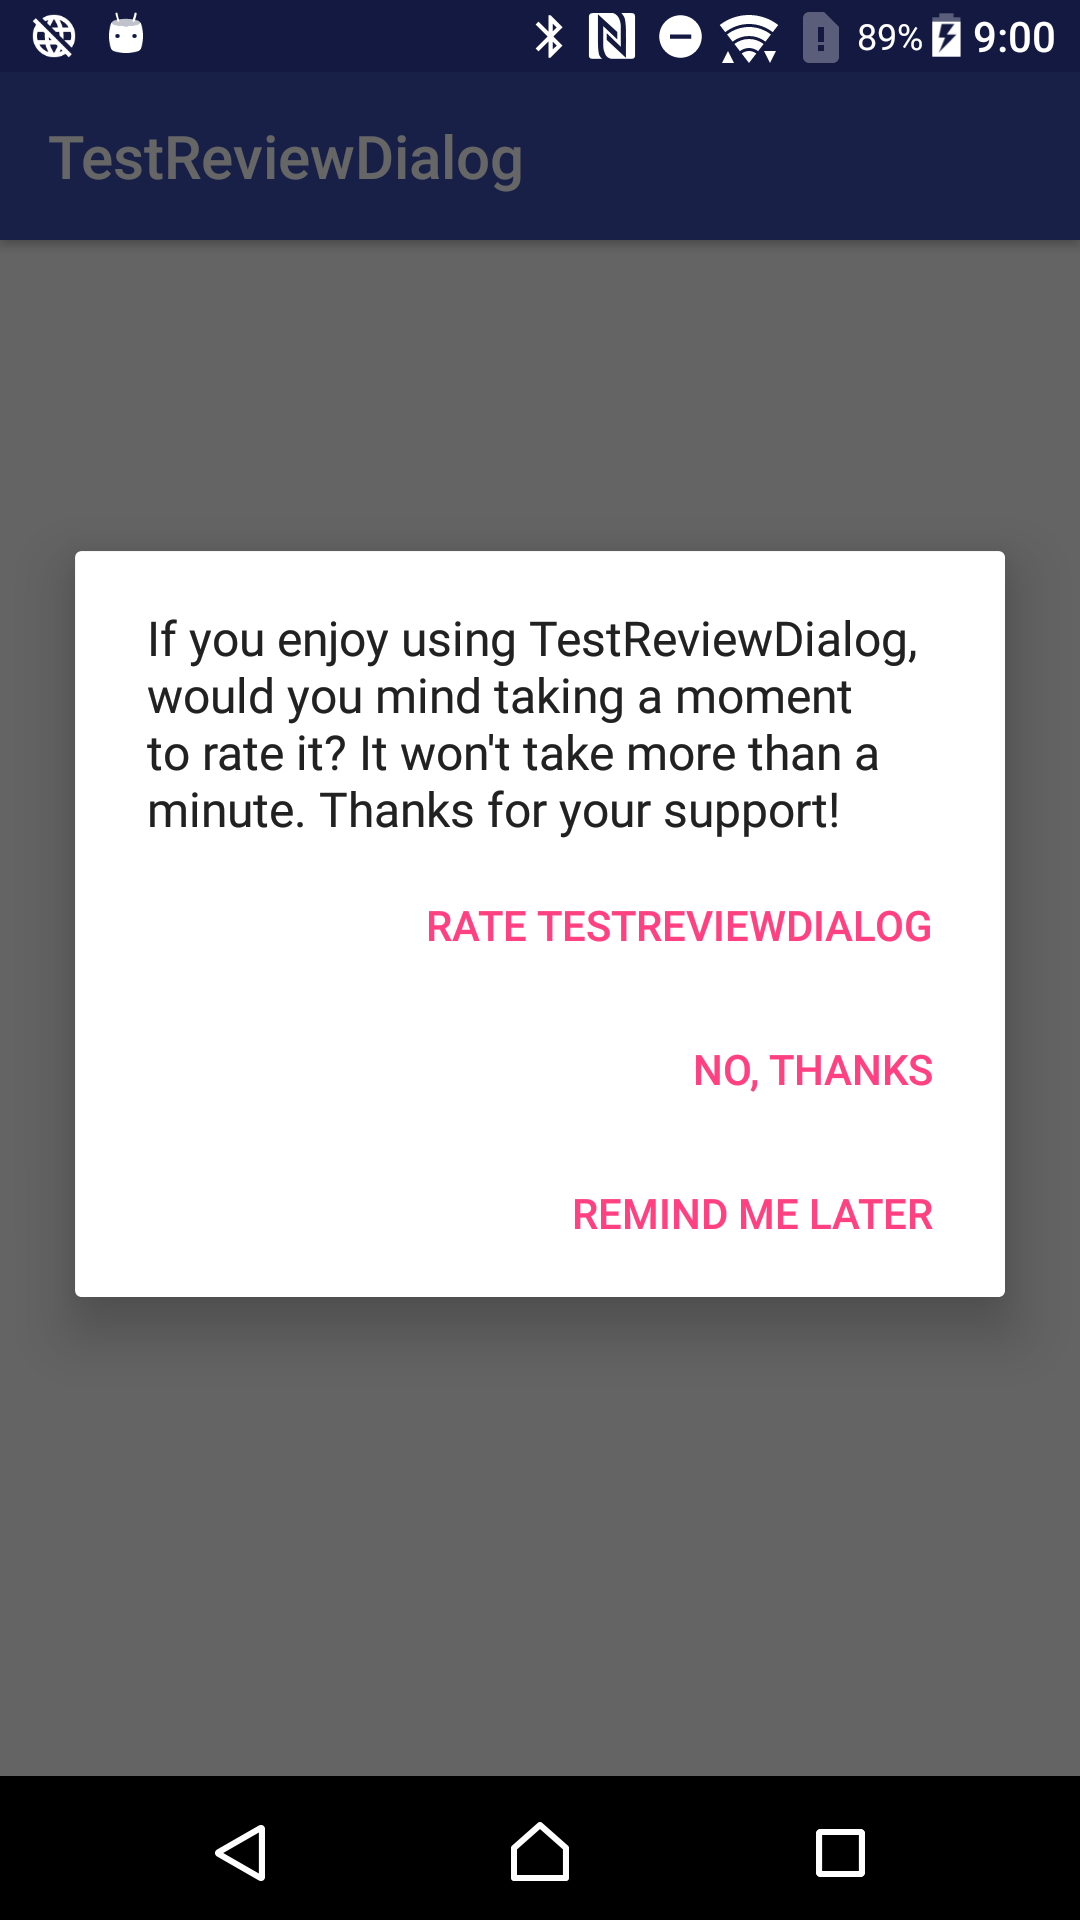 89% 9:00
TestReviewDialog
If you enjoy using TestReviewDialog,
would you mind taking a moment
to rate it? It won't take more than a
minute. Thanks for your support!
RATE TESTREVIEWDIALOG
NO, THANKS
REMIND ME LATER